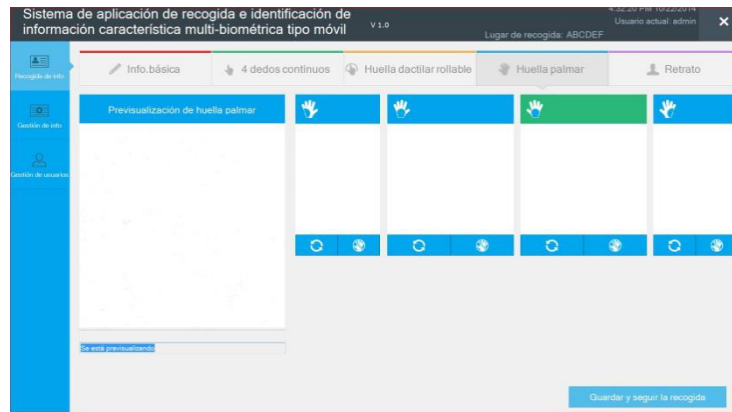 Sistema de aplicación de recogida e identificación de
información característica multi-biométrica tipo móvil
V 1.0
4:32:20 PM 10/22/2014
Usuario actual: admin
Lugar de recogida: ABCDEF
Recogida de info
Gestión de info
Gestión de usuarios
Info.básica
4 dedos continuos
Huella dactilar rollable
Huella palmar
Retrato
Previsualización de huella palmar
Se está previsualizando
Guardar y seguir la recogida